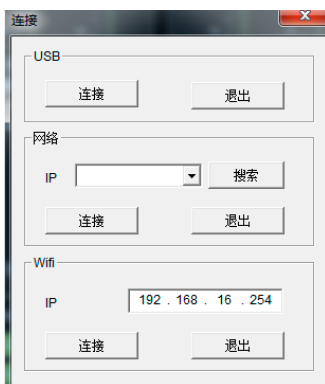 连接
USB
连接 退出
网络
IP 搜索
连接 退出
Wifi
IP 192 . 168 . 16 . 254
连接 退出